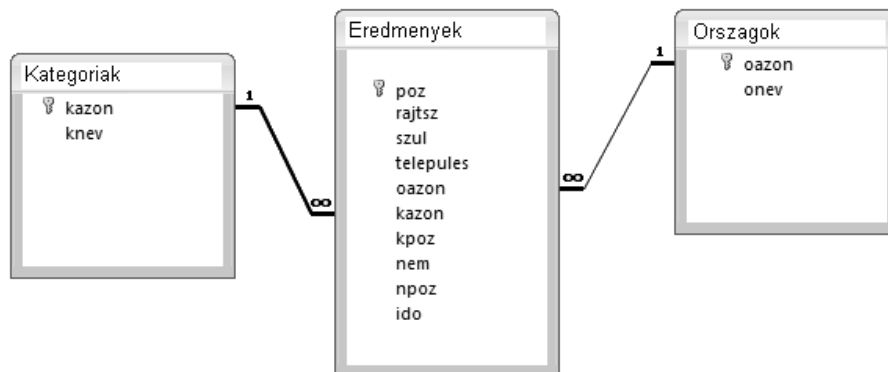 Kategoriak
kazon
knev
1
∞
Eredmenyek
poz
rajtsz
szul
telepules
oazon
kazon
kpoz
nem
npoz
ido
∞
1
Orszagok
oazon
onev